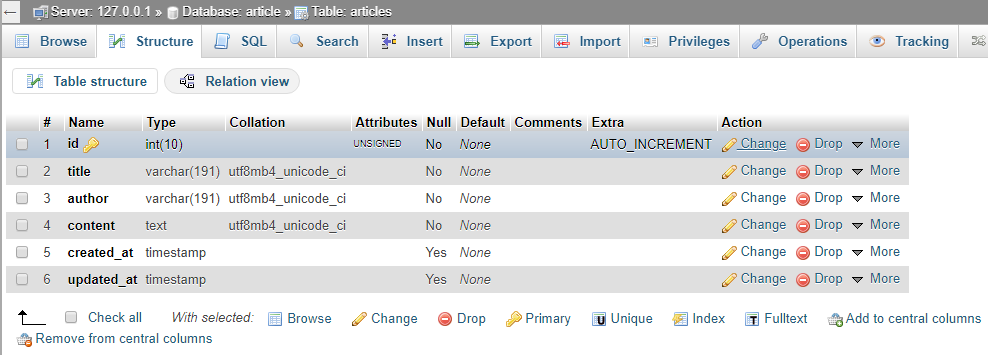 Server: 127.0.0.1 » Database: article » Table: articles
Browse Structure SQL Search Insert Export Import Privileges Operations Tracking
Table structure Relation view
# Name Type Collation Attributes Null Default Comments Extra Action
1 id int(10) UNSIGNED No None AUTO_INCREMENT Change Drop More
2 title varchar(191) utf8mb4_unicode_ci No None Change Drop More
3 author varchar(191) utf8mb4_unicode_ci No None Change Drop More
4 content text utf8mb4_unicode_ci No None Change Drop More
5 created_at timestamp Yes None Change Drop More
6 updated_at timestamp Yes None Change Drop More
Check all With selected: Browse Change Drop Primary Unique Index Fulltext Add to central columns
Remove from central columns